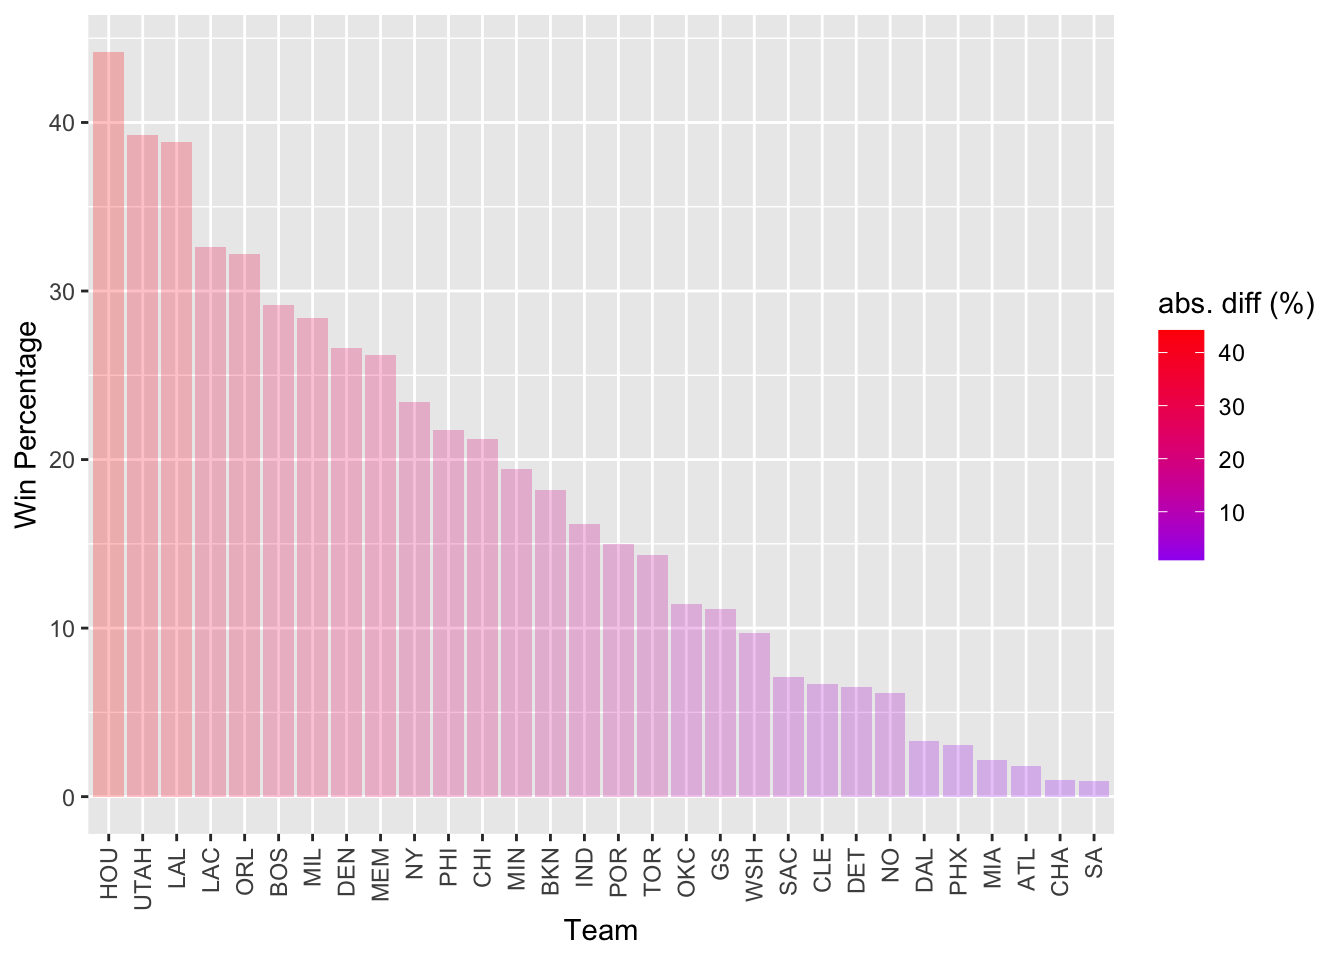 40
30
20
10
0
Win Percentage
HOU UTAH LAL LAC ORL BOS MIL DEN MEM NY PHI CHI MIN BKN IND POR TOR OKC GS WSH SAC CLE DET NO DAL PHX MIA ATL CHA SA
Team
abs. diff (%)
40
30
20
10